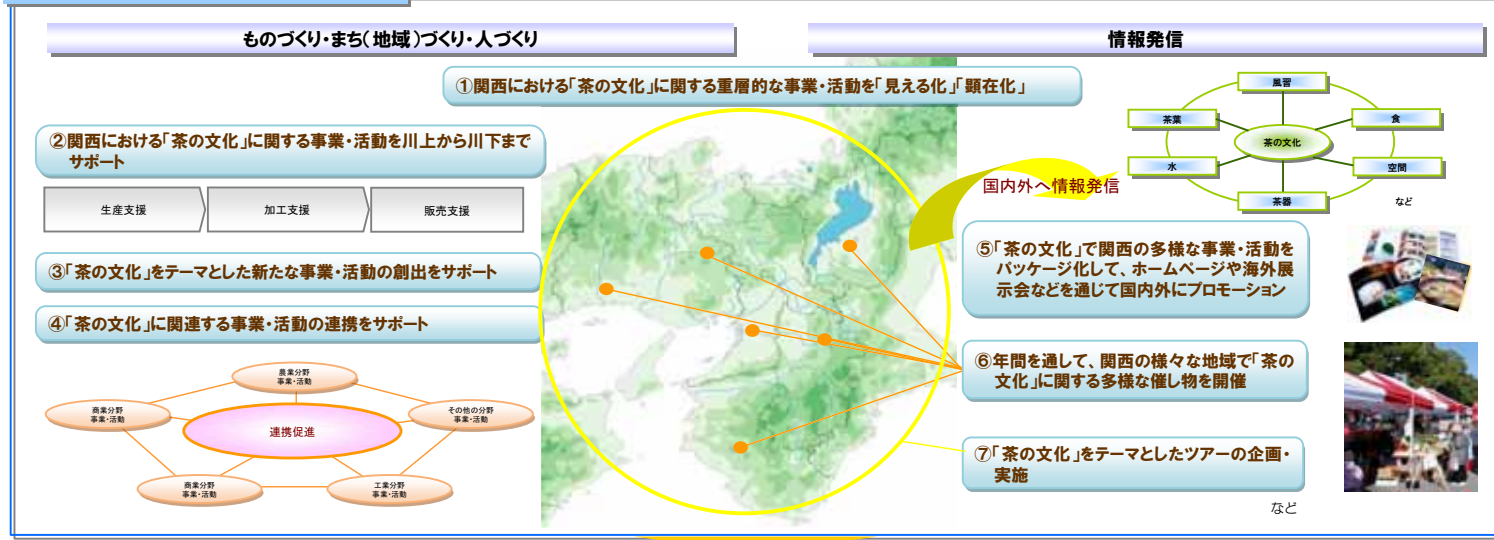 ものづくり・まち(地域)づくり・人づくり
情報発信
①関西における「茶の文化」に関する重層的な事業・活動を「見える化」「顕在化」
②関西における「茶の文化」に関する事業・活動を川上から川下まで
サポート
生産支援
加工支援
販売支援
③「茶の文化」をテーマとした新たな事業・活動の創出をサポート
④「茶の文化」に関連する事業・活動の連携をサポート
農業分野
事業・活動
商業分野
事業・活動
その他の分野
事業・活動
連携促進
商業分野
事業・活動
工業分野
事業・活動
国内外へ情報発信
風習
茶葉
食
茶の文化
水
空間
茶器
など
⑤「茶の文化」で関西の多様な事業・活動を
パッケージ化して、ホームページや海外展
示会などを通じて国内外にプロモーション
⑥年間を通して、関西の様々な地域で「茶の
文化」に関する多様な催し物を開催
⑦「茶の文化」をテーマとしたツアーの企画・
実施
など